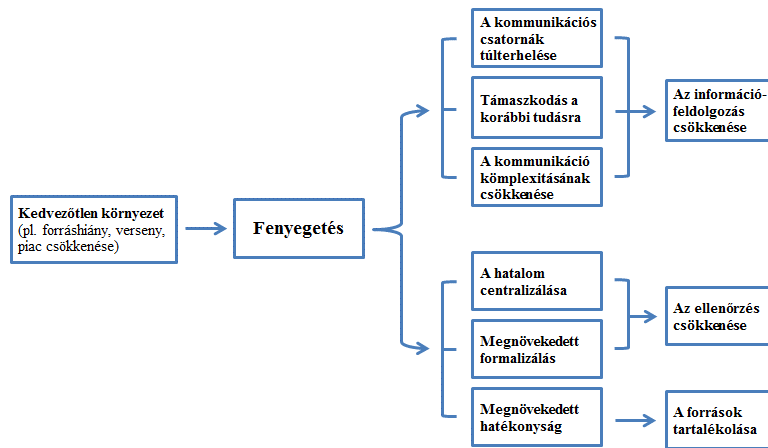 Kedvezőtlen környezet
(pl. forráshiány, verseny,
piac csökkenése)
Fenyegetés
A kommunikációs
csatornák
túlterhelése
Támaszkodás a
korábbi tudásra
A kommunikáció
kömplexitásának
csökkenése
Az információ-
feldolgozás
csökkenése
A hatalom
centralizálása
Megnövekedett
formalizálás
Az ellenőrzés
csökkenése
Megnövekedett
hatékonyság
A források
tartalékolása